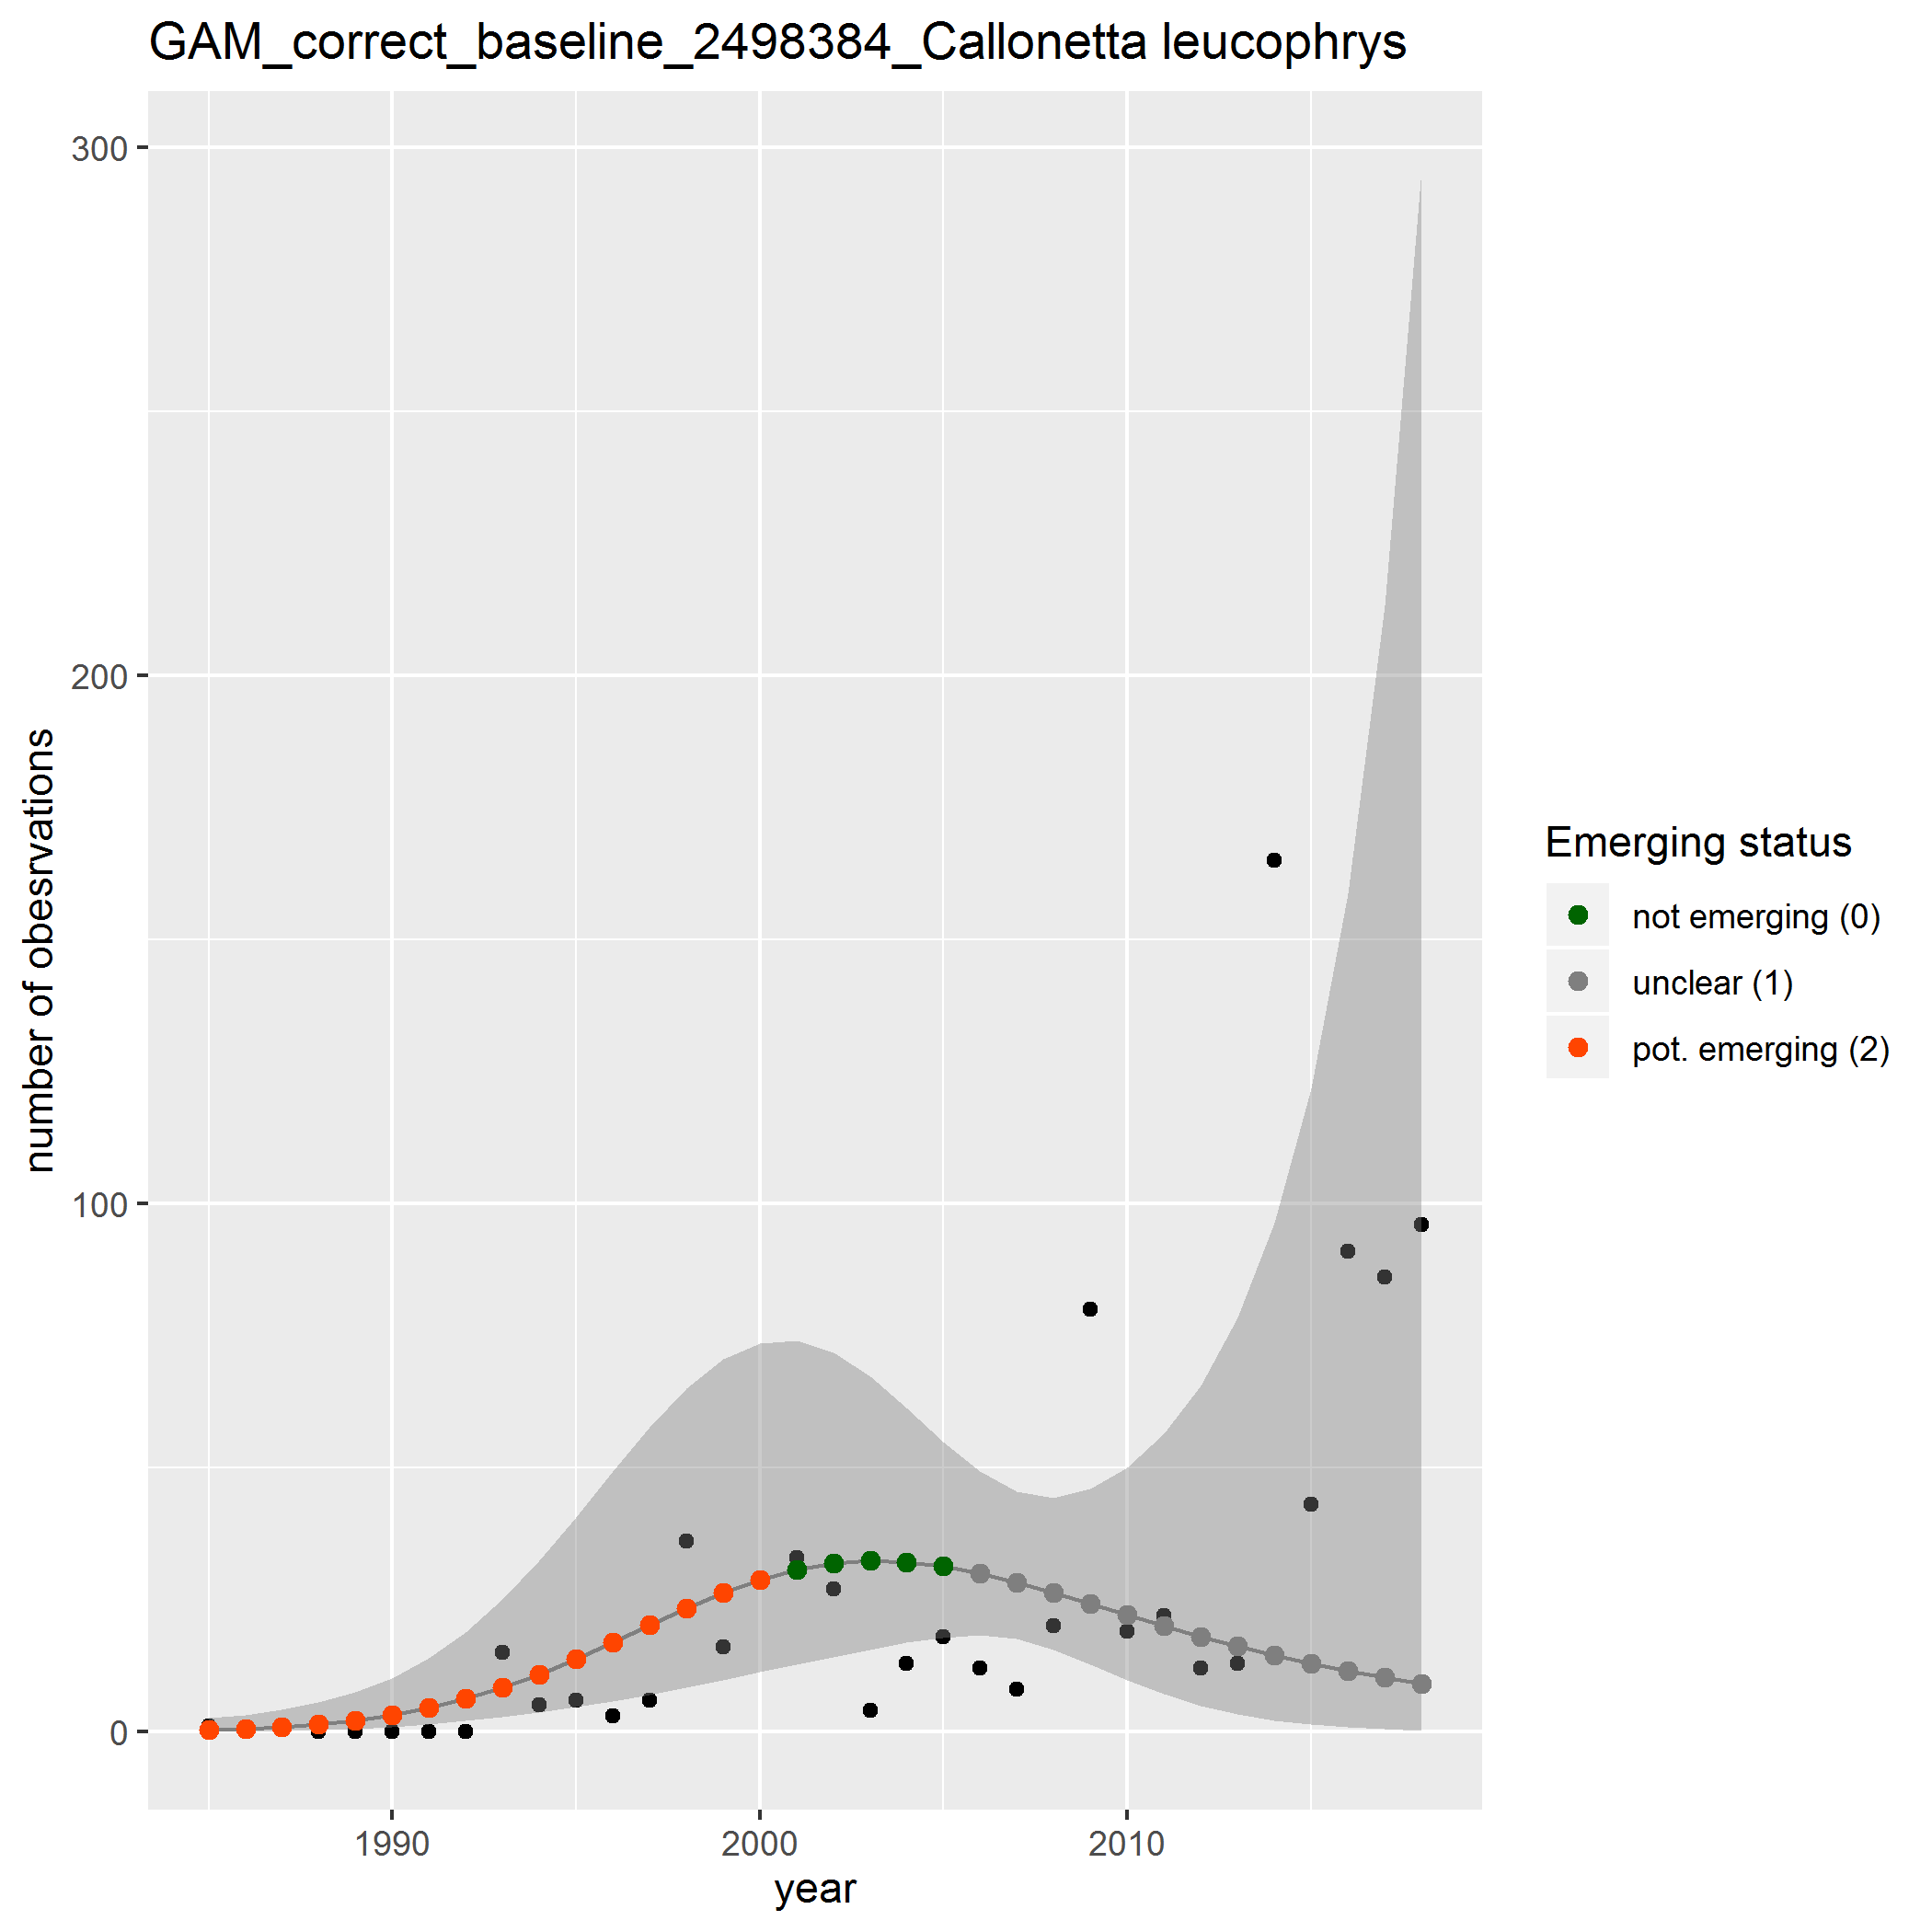 GAM_correct_baseline_2498384_Callonetta leucophrys
300
200
100
0
number of obesrvations
1990
2000
2010
year
Emerging status
not emerging (0)
unclear (1)
pot. emerging (2)